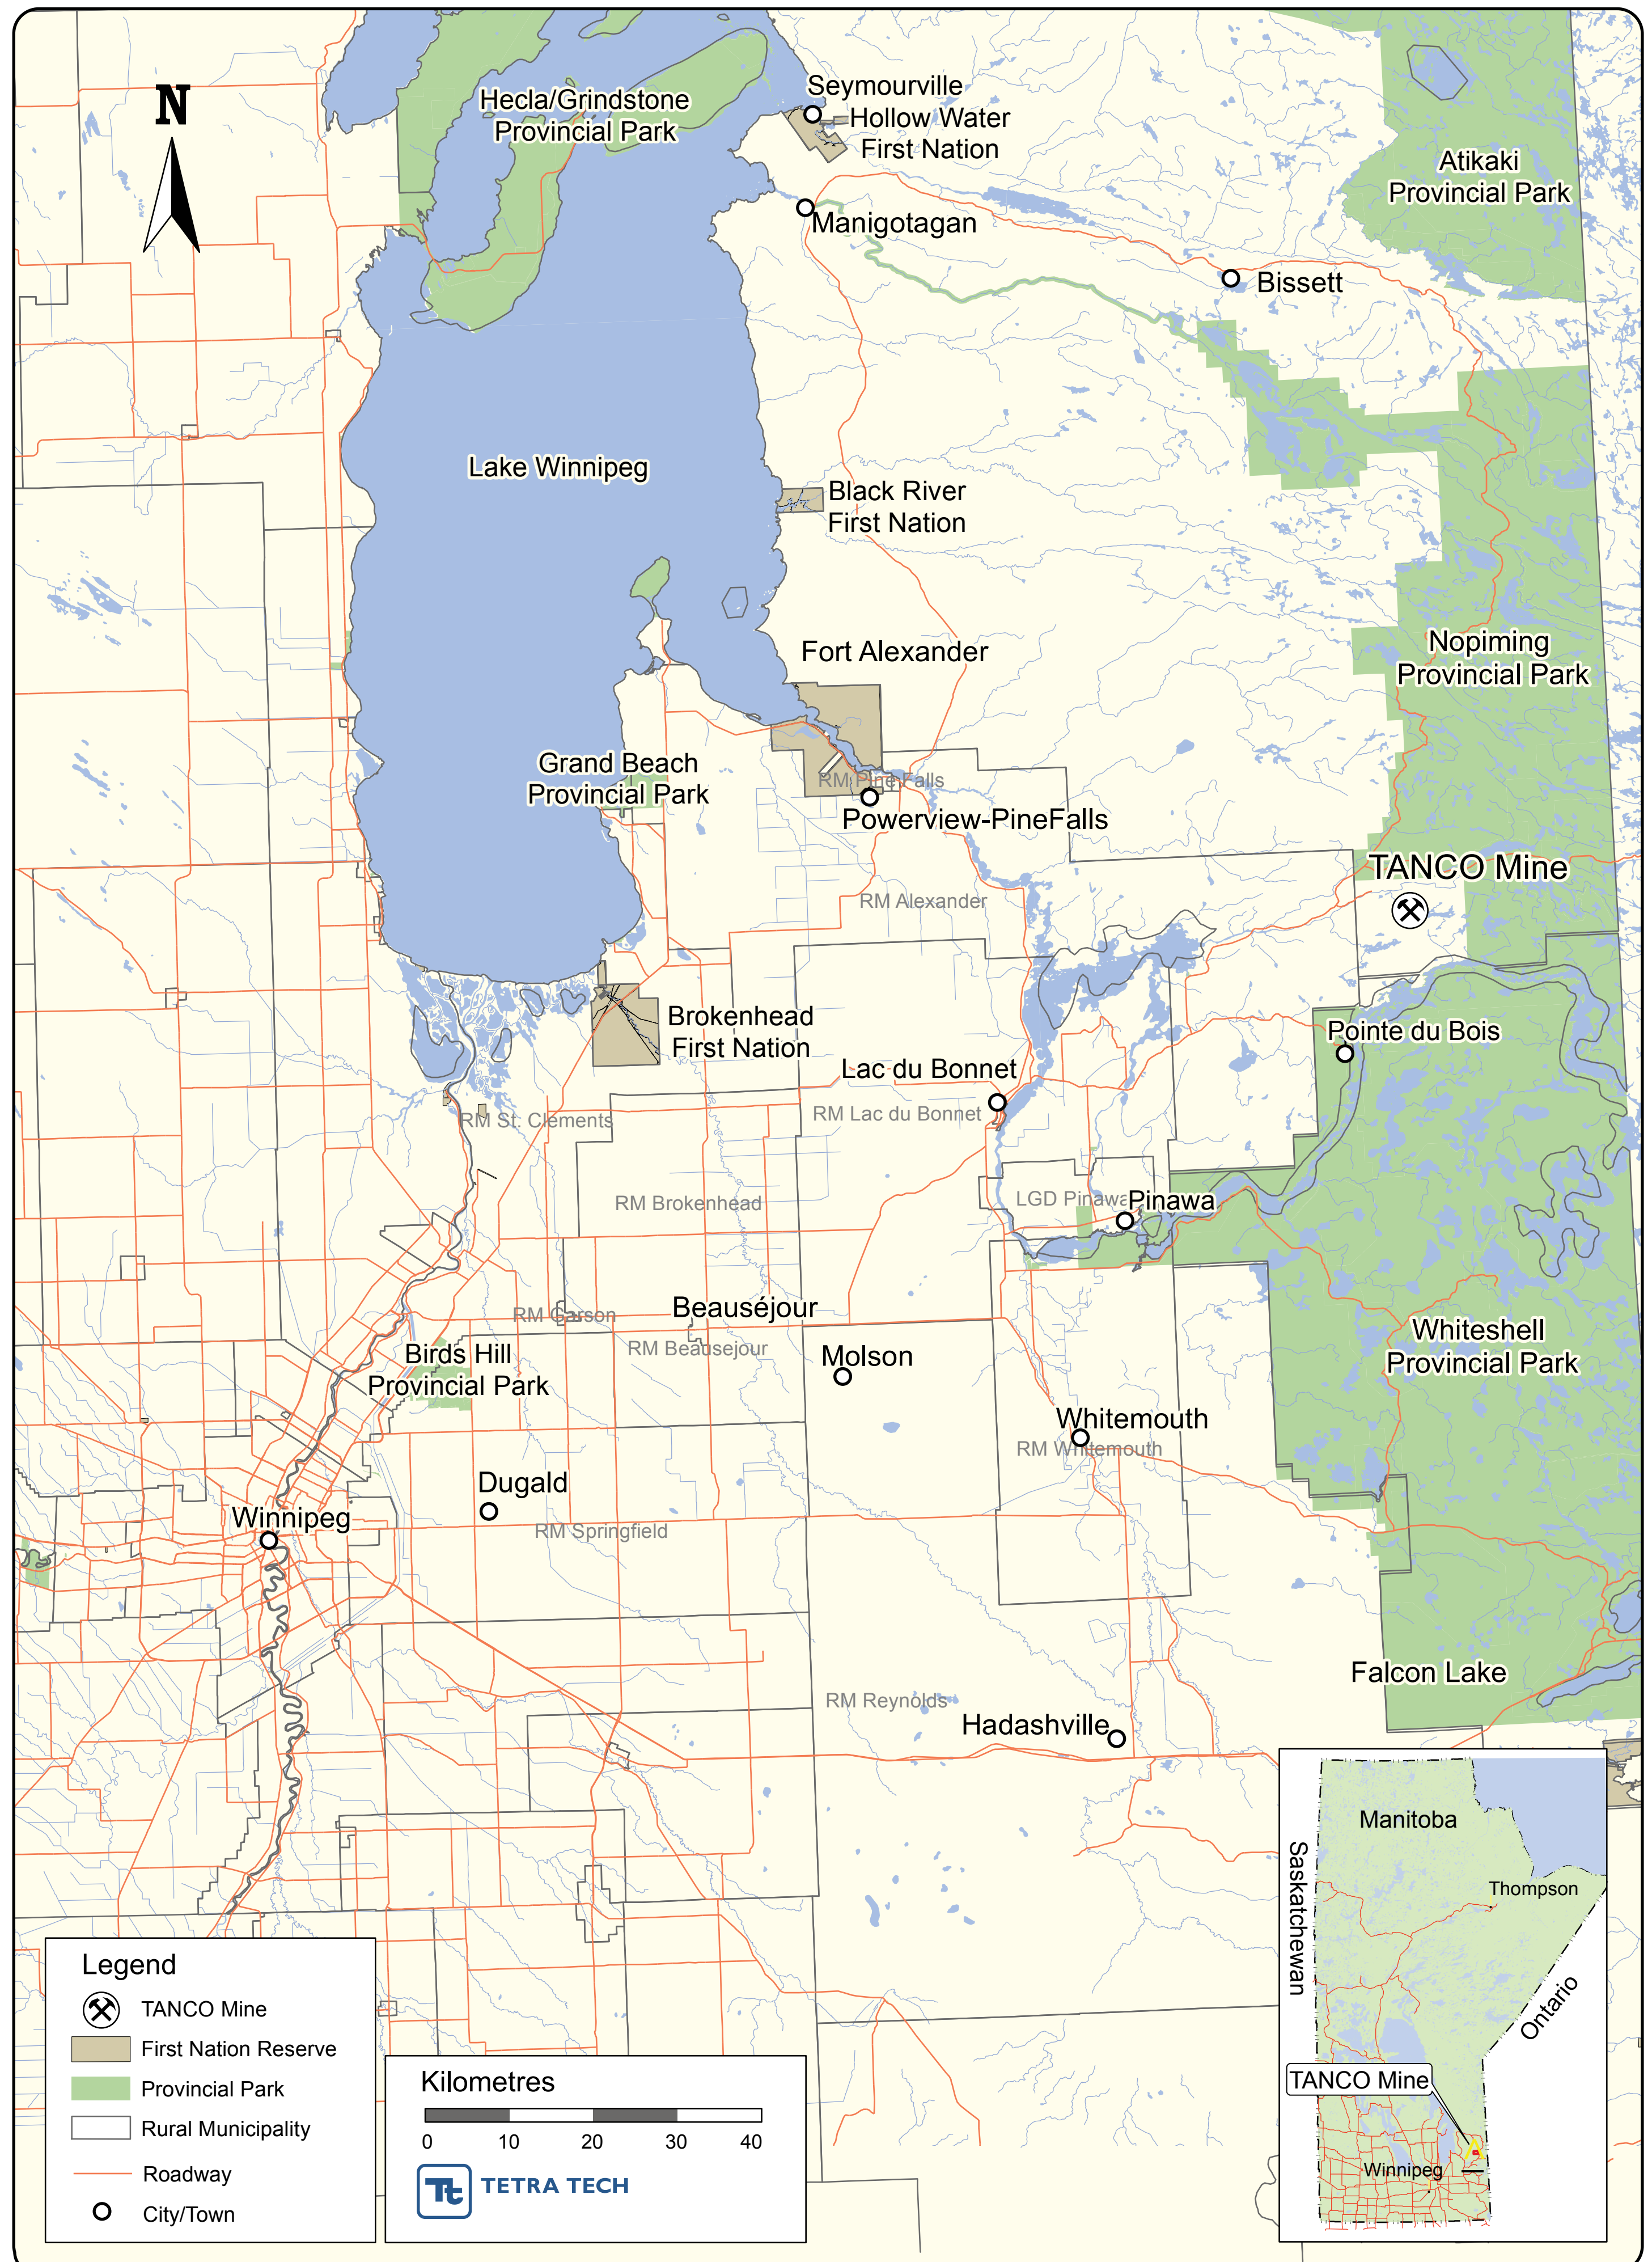 N
Hecla/Grindstone
Provincial Park
Seymourville
Hollow Water
First Nation
Atikaki
Provincial Park
Manigotagan
Bissett
Lake Winnipeg
Black River
First Nation
Fort Alexander
Nopiming
Provincial Park
Grand Beach
Provincial Park
RM Pine Falls
Powerview-PineFalls
TANCO Mine
RM Alexander
Brokenhead
First Nation
Pointe du Bois
Lac du Bonnet
RM Lac du Bonnet
RM St. Clements
RM Brokenhead
LGD Pinawa
Pinawa
Beauséjour
RM Garson
RM Beausejour
Birds Hill
Provincial Park
Molson
Whiteshell
Provincial Park
Whitemouth
RM Whitemouth
Dugald
Winnipeg
RM Springfield
Falcon Lake
RM Reynolds
Hadashville
Legend
TANCO Mine
First Nation Reserve
Provincial Park
Rural Municipality
Roadway
City/Town
Kilometres
0 10 20 30 40
Tt TETRA TECH
Manitoba
Saskatchewan
Thompson
Ontario
TANCO Mine
Winnipeg